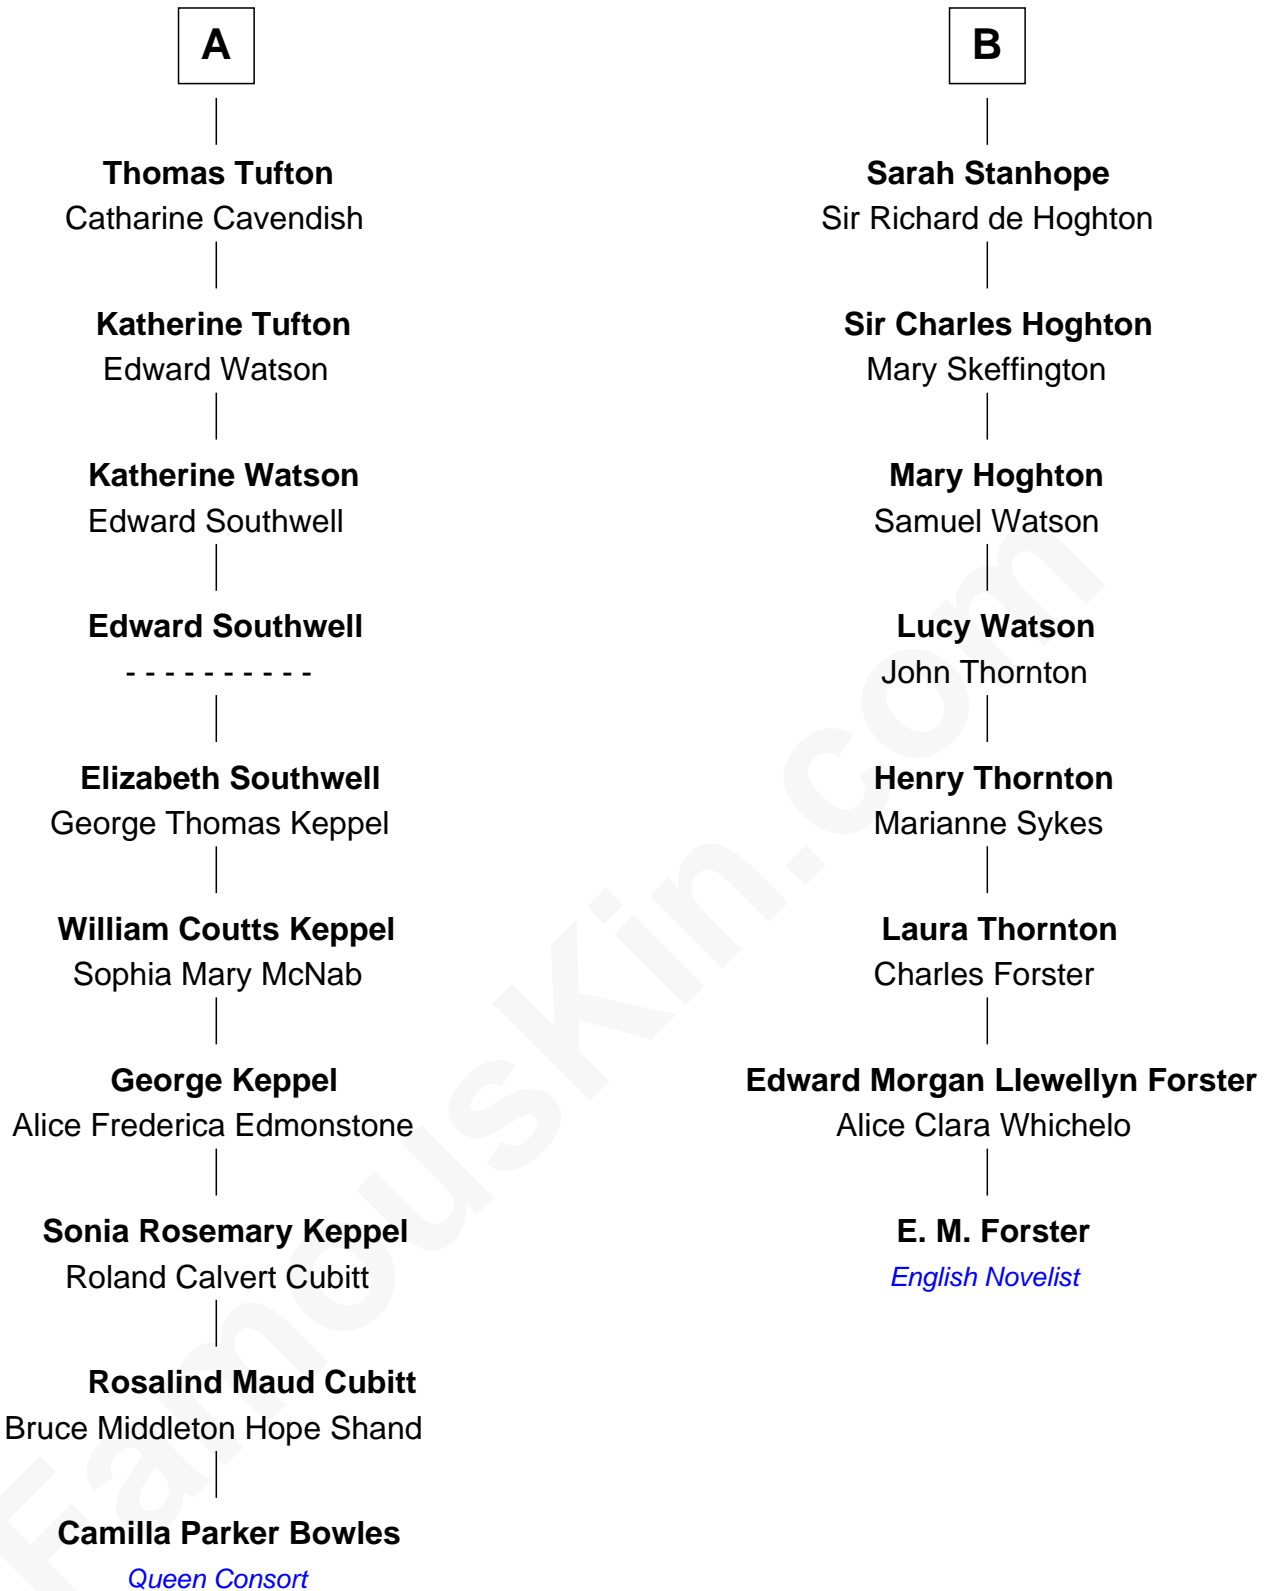 A
Thomas Tufton
Catharine Cavendish
Katherine Tufton
Edward Watson
Katherine Watson
Edward Southwell
Edward Southwell
- - - - - - - - - -
Elizabeth Southwell
George Thomas Keppel
William Coutts Keppel
Sophia Mary McNab
George Keppel
Alice Frederica Edmonstone
Sonia Rosemary Keppel
Roland Calvert Cubitt
Rosalind Maud Cubitt
Bruce Middleton Hope Shand
Camilla Parker Bowles
Queen Consort
B
Sarah Stanhope
Sir Richard de Hoghton
Sir Charles Hoghton
Mary Skeffington
Mary Hoghton
Samuel Watson
Lucy Watson
John Thornton
Henry Thornton
Marianne Sykes
Laura Thornton
Charles Forster
Edward Morgan Llewellyn Forster
Alice Clara Whichelo
E. M. Forster
English Novelist
FamousKin.com